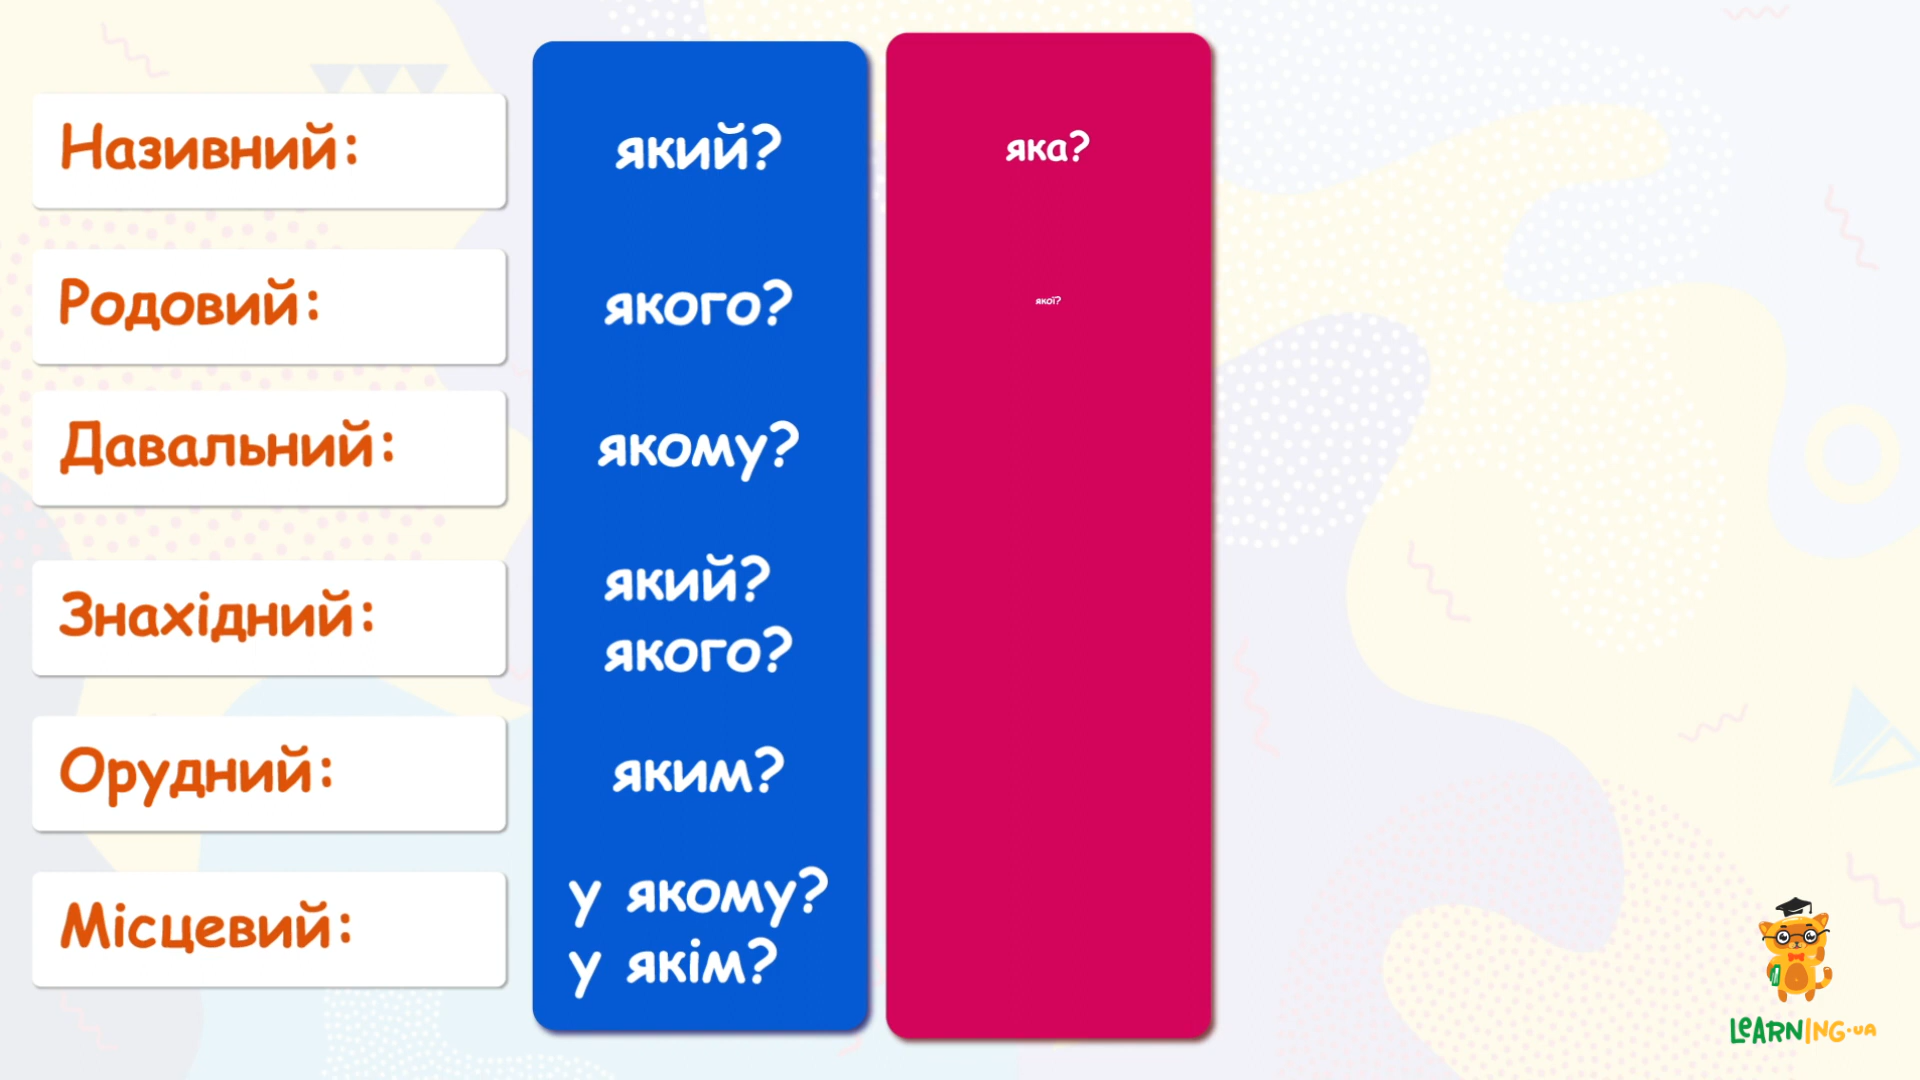 Називний:
який?
яка?
Родовий:
якого?
якої?
Давальний:
якому?
Знахідний:
який?
якого?
Орудний:
яким?
Місцевий:
у якому?
у якім?
LEARNING.UA